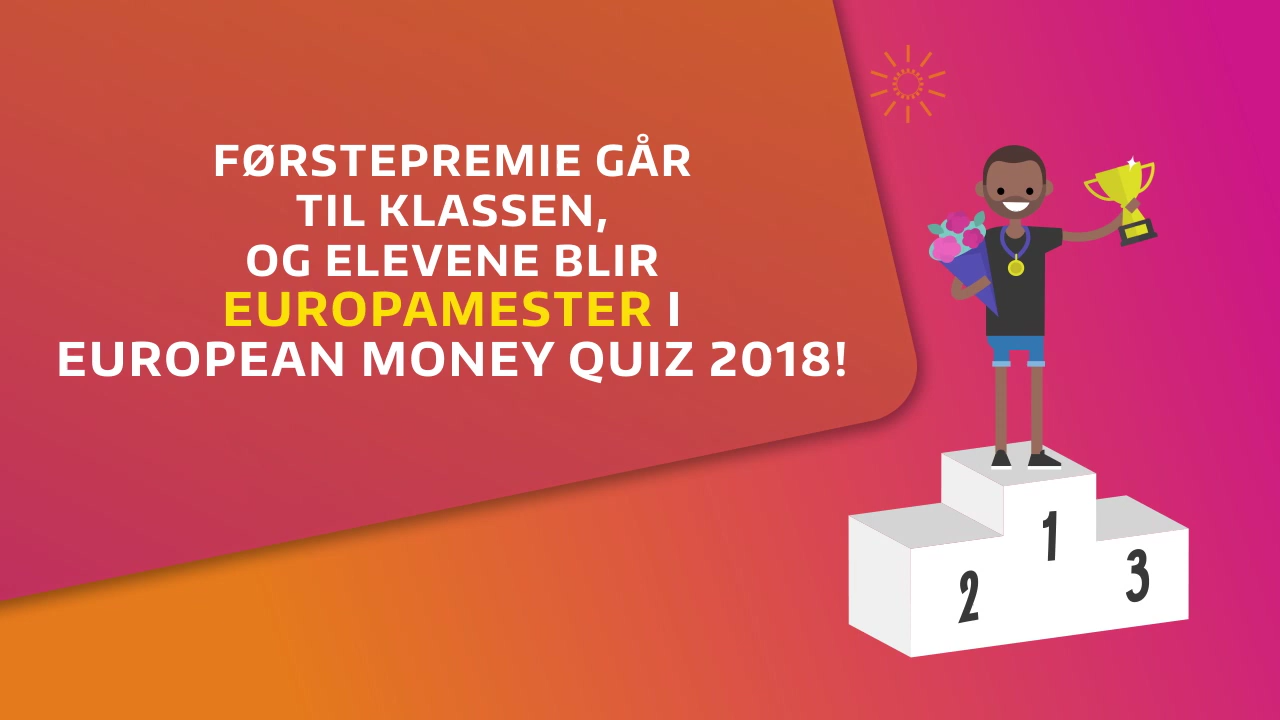 FØRSTEPREMIE GÅR
TIL KLASSEN,
OG ELEVENE BLIR
EUROPAMESTER I
EUROPEAN MONEY QUIZ 2018!
1
2
3